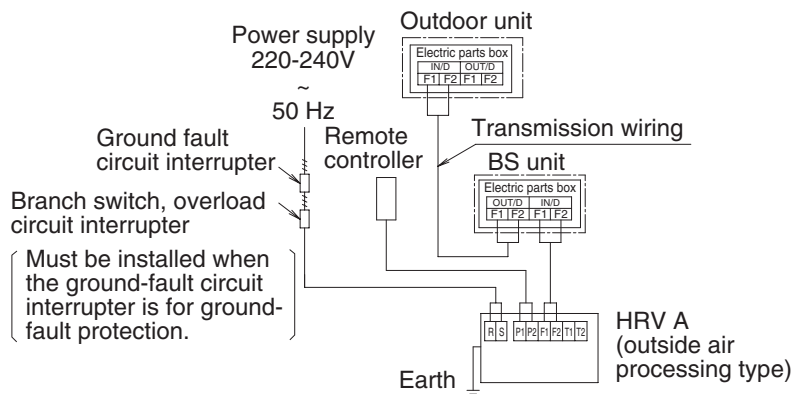 Outdoor unit
Power supply
220-240V
~
50 Hz
Electric parts box
IN/D OUT/D
F1 F2 F1 F2
Ground fault
circuit interrupter
Remote
controller
Transmission wiring
BS unit
Branch switch, overload
circuit interrupter
Electric parts box
OUT/D IN/D
F1 F2 F1 F2
Must be installed when
the ground-fault circuit
interrupter is for ground-
fault protection.
R S P1 P2 F1 F2 T1 T2
HRV A
(outside air
processing type)
Earth